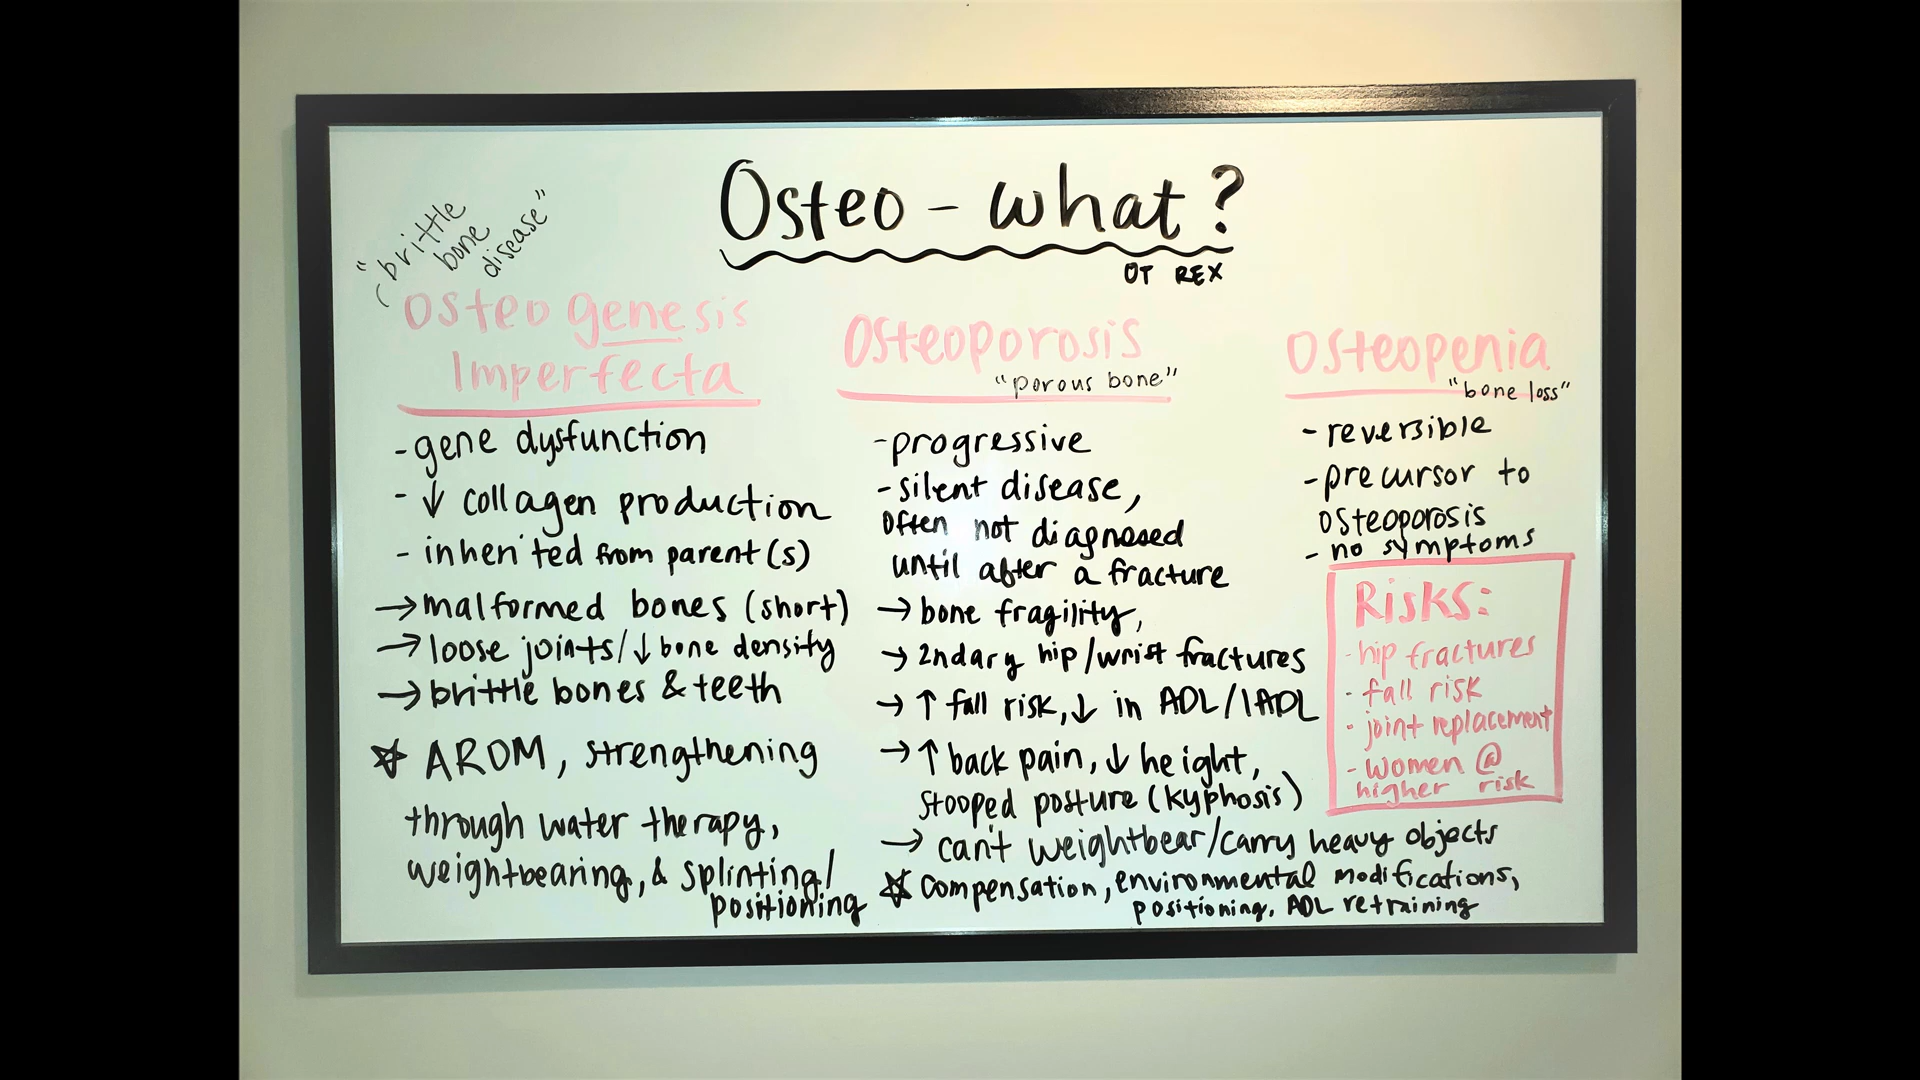 Osteo - what?
OT REX
"brittle
bone
disease"
Osteogenesis
Imperfecta
- gene dysfunction
- ↓ collagen production
- inherited from parent(s)
→ malformed bones (short)
→ loose joints/↓ bone density
→ brittle bones & teeth
☆ AROM, strengthening
through water therapy,
weightbearing, & splinting/
positioning
Osteoporosis
"porous bone"
- progressive
- silent disease,
often not diagnosed
until after a fracture
→ bone fragility,
→ 2ndary hip/wrist fractures
→ ↑ fall risk, ↓ in ADL/IADL
→ ↑ back pain, ↓ height,
stooped posture (kyphosis)
→ can't weightbear/carry heavy objects
☆ compensation, environmental modifications,
positioning, ADL retraining
Osteopenia
"bone loss"
- reversible
- precursor to
osteoporosis
- no symptoms
Risks:
- hip fractures
- fall risk
- joint replacement
- women @
higher risk